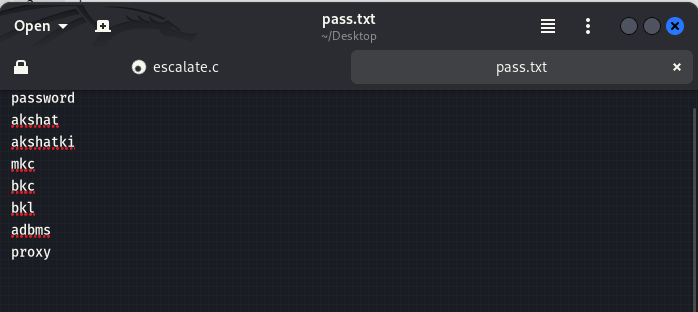 Open
pass.txt
~/Desktop
escalate.c
pass.txt
password
akshat
akshatki
mkc
bkc
bkl
adbms
proxy